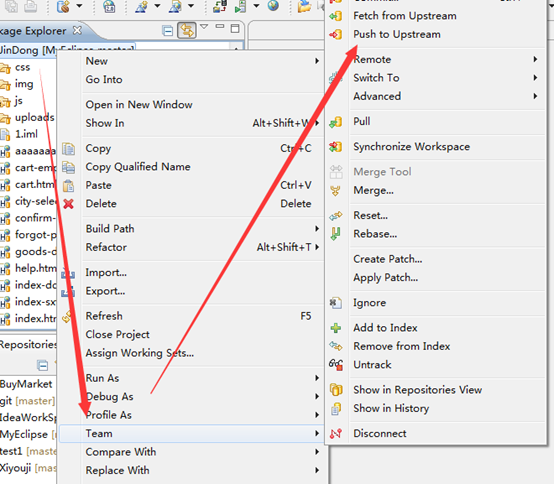 ckage Explorer
JinDong [MyEclipse master]
css
img
js
uploads
1.iml
aaaaaaa
cart-emp
cart.htm
city-selec
confirm-
forgot-p
goods-d
help.htm
index-do
index-sx
index.htm
Repositories
BuyMarket
git [master]
IdeaWorkSp
MyEclipse
test1 [maste
Xiyouji
New
Go Into
Open in New Window
Show In Alt+Shift+W
Copy Ctrl+C
Copy Qualified Name
Paste Ctrl+V
Delete Delete
Build Path
Refactor Alt+Shift+T
Import...
Export...
Refresh F5
Close Project
Assign Working Sets...
Run As
Debug As
Profile As
Team
Compare With
Replace With
Fetch from Upstream
Push to Upstream
Remote
Switch To
Advanced
Pull
Synchronize Workspace
Merge Tool
Merge...
Reset...
Rebase...
Create Patch...
Apply Patch...
Ignore
Add to Index
Remove from Index
Untrack
Show in Repositories View
Show in History
Disconnect